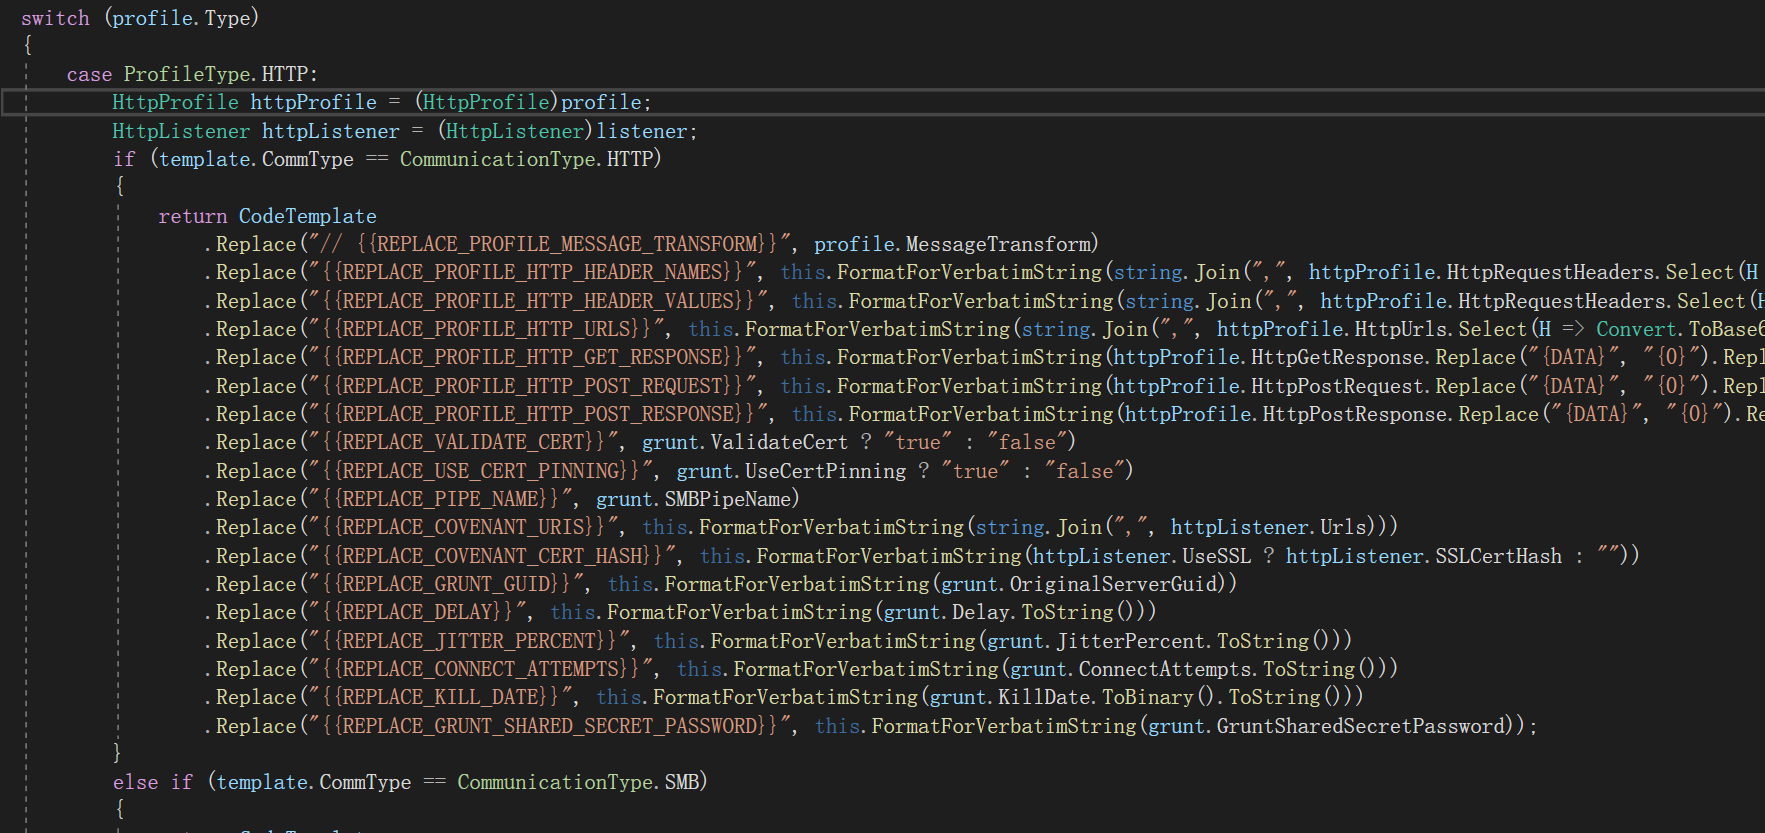 switch (profile.Type)
{
case ProfileType.HTTP:
HttpProfile httpProfile = (HttpProfile)profile;
HttpListener httpListener = (HttpListener)listener;
if (template.CommType == CommunicationType.HTTP)
{
return CodeTemplate
.Replace("// {{REPLACE_PROFILE_MESSAGE_TRANSFORM}}", profile.MessageTransform)
.Replace("{{REPLACE_PROFILE_HTTP_HEADER_NAMES}}", this.FormatForVerbatimString(string.Join(",", httpProfile.HttpRequestHeaders.Select(H
.Replace("{{REPLACE_PROFILE_HTTP_HEADER_VALUES}}", this.FormatForVerbatimString(string.Join(",", httpProfile.HttpRequestHeaders.Select(H
.Replace("{{REPLACE_PROFILE_HTTP_URLS}}", this.FormatForVerbatimString(string.Join(",", httpProfile.HttpUrls.Select(H => Convert.ToBase6
.Replace("{{REPLACE_PROFILE_HTTP_GET_RESPONSE}}", this.FormatForVerbatimString(httpProfile.HttpGetResponse.Replace("{DATA}", "{0}").Repl
.Replace("{{REPLACE_PROFILE_HTTP_POST_REQUEST}}", this.FormatForVerbatimString(httpProfile.HttpPostRequest.Replace("{DATA}", "{0}").Repl
.Replace("{{REPLACE_PROFILE_HTTP_POST_RESPONSE}}", this.FormatForVerbatimString(httpProfile.HttpPostResponse.Replace("{DATA}", "{0}").Re
.Replace("{{REPLACE_VALIDATE_CERT}}", grunt.ValidateCert ? "true" : "false")
.Replace("{{REPLACE_USE_CERT_PINNING}}", grunt.UseCertPinning ? "true" : "false")
.Replace("{{REPLACE_PIPE_NAME}}", grunt.SMBPipeName)
.Replace("{{REPLACE_COVENANT_URIS}}", this.FormatForVerbatimString(string.Join(",", httpListener.Urls)))
.Replace("{{REPLACE_COVENANT_CERT_HASH}}", this.FormatForVerbatimString(httpListener.UseSSL ? httpListener.SSLCertHash : ""))
.Replace("{{REPLACE_GRUNT_GUID}}", this.FormatForVerbatimString(grunt.OriginalServerGuid))
.Replace("{{REPLACE_DELAY}}", this.FormatForVerbatimString(grunt.Delay.ToString()))
.Replace("{{REPLACE_JITTER_PERCENT}}", this.FormatForVerbatimString(grunt.JitterPercent.ToString()))
.Replace("{{REPLACE_CONNECT_ATTEMPTS}}", this.FormatForVerbatimString(grunt.ConnectAttempts.ToString()))
.Replace("{{REPLACE_KILL_DATE}}", this.FormatForVerbatimString(grunt.KillDate.ToBinary().ToString()))
.Replace("{{REPLACE_GRUNT_SHARED_SECRET_PASSWORD}}", this.FormatForVerbatimString(grunt.GruntSharedSecretPassword));
}
else if (template.CommType == CommunicationType.SMB)
{